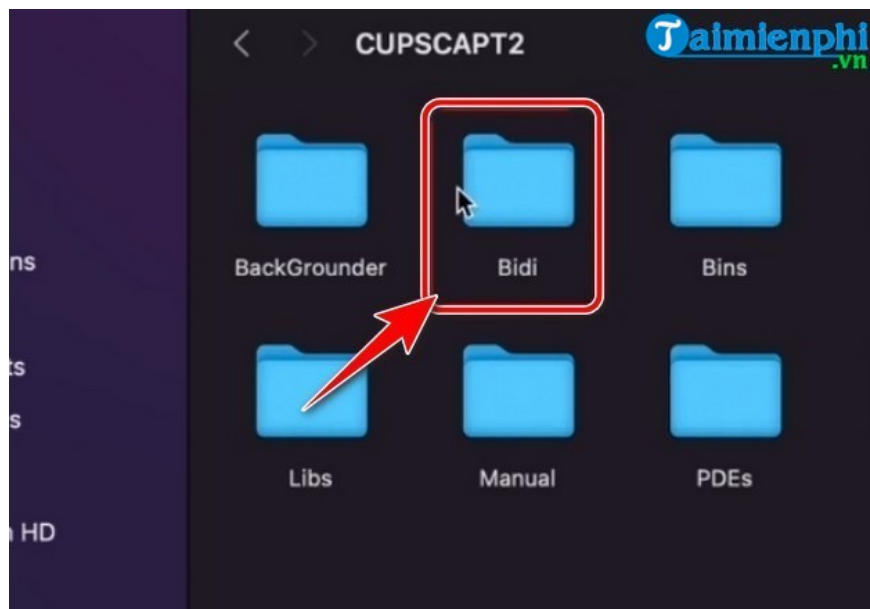 CUPSCAPT2
Taimienphi
.vn
BackGrounder
Bidi
Bins
ns
ts
s
Libs
Manual
PDEs
HD